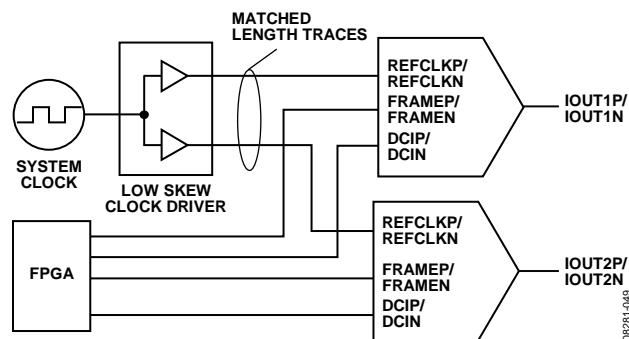 MATCHED
LENGTH TRACES
SYSTEM
CLOCK
LOW SKEW
CLOCK DRIVER
FPGA
REFCLKP/
REFCLKN
FRAMEP/
FRAMEN
DCIP/
DCIN
IOUT1P/
IOUT1N
REFCLKP/
REFCLKN
FRAMEP/
FRAMEN
DCIP/
DCIN
IOUT2P/
IOUT2N
08281-049